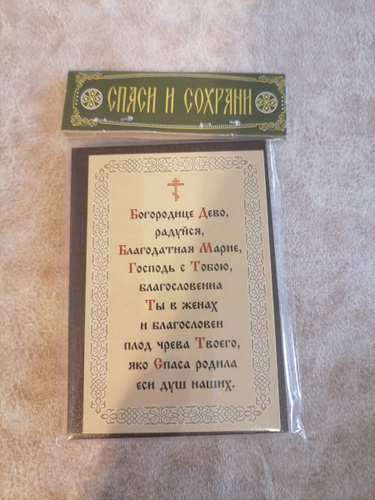 СПАСИ И СОХРАНИ
Богородице Дево,
радуйся,
Благодатная Марие,
Господь с Тобою,
благословенна
Ты в женах
и благословен
плод чрева Твоего,
яко Спаса родила
еси душ наших.